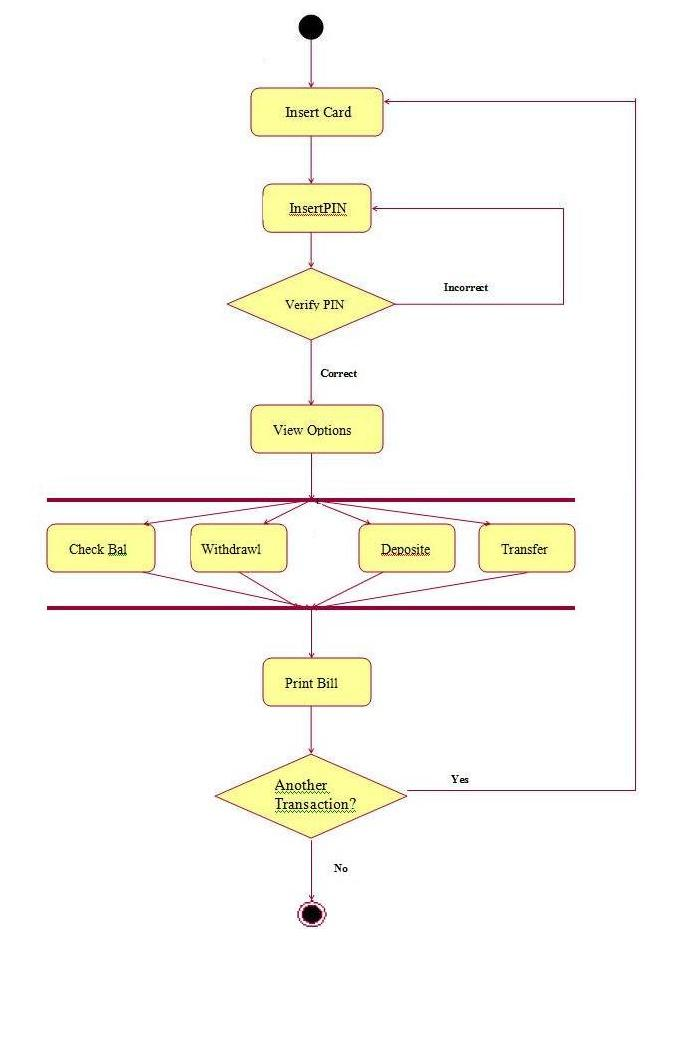 Insert Card
InsertPIN
Verify PIN
Incorrect
Correct
View Options
Check Bal
Withdrawl
Deposite
Transfer
Print Bill
Another
Transaction?
Yes
No